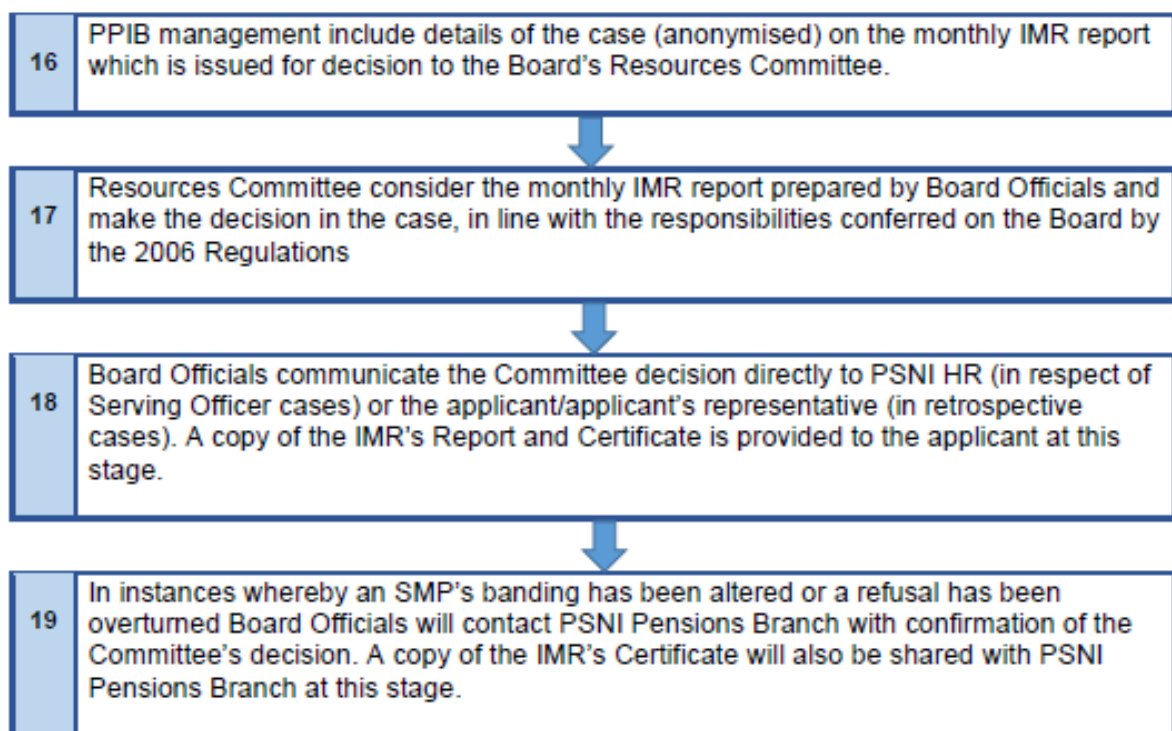 16
PPIB management include details of the case (anonymised) on the monthly IMR report
which is issued for decision to the Board's Resources Committee.
17
Resources Committee consider the monthly IMR report prepared by Board Officials and
make the decision in the case, in line with the responsibilities conferred on the Board by
the 2006 Regulations
18
Board Officials communicate the Committee decision directly to PSNI HR (in respect of
Serving Officer cases) or the applicant/applicant's representative (in retrospective
cases). A copy of the IMR's Report and Certificate is provided to the applicant at this
stage.
19
In instances whereby an SMP's banding has been altered or a refusal has been
overturned Board Officials will contact PSNI Pensions Branch with confirmation of the
Committee's decision. A copy of the IMR's Certificate will also be shared with PSNI
Pensions Branch at this stage.